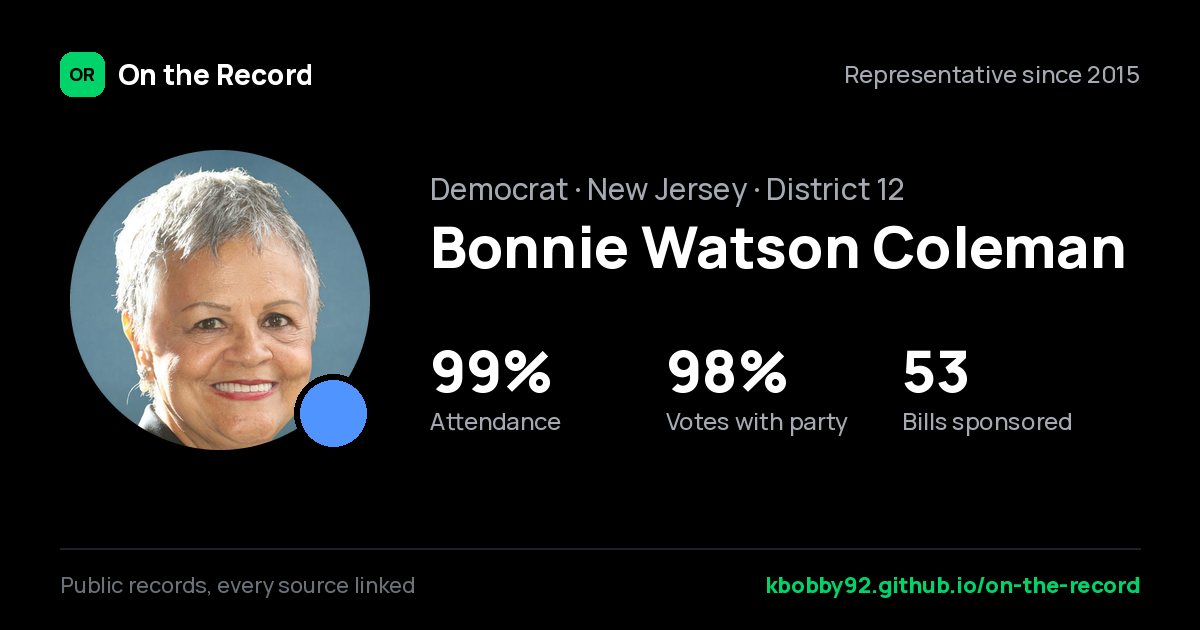 OR On the Record
Representative since 2015
Democrat · New Jersey · District 12
Bonnie Watson Coleman
99% 98% 53
Attendance Votes with party Bills sponsored
Public records, every source linked
kbobby92.github.io/on-the-record